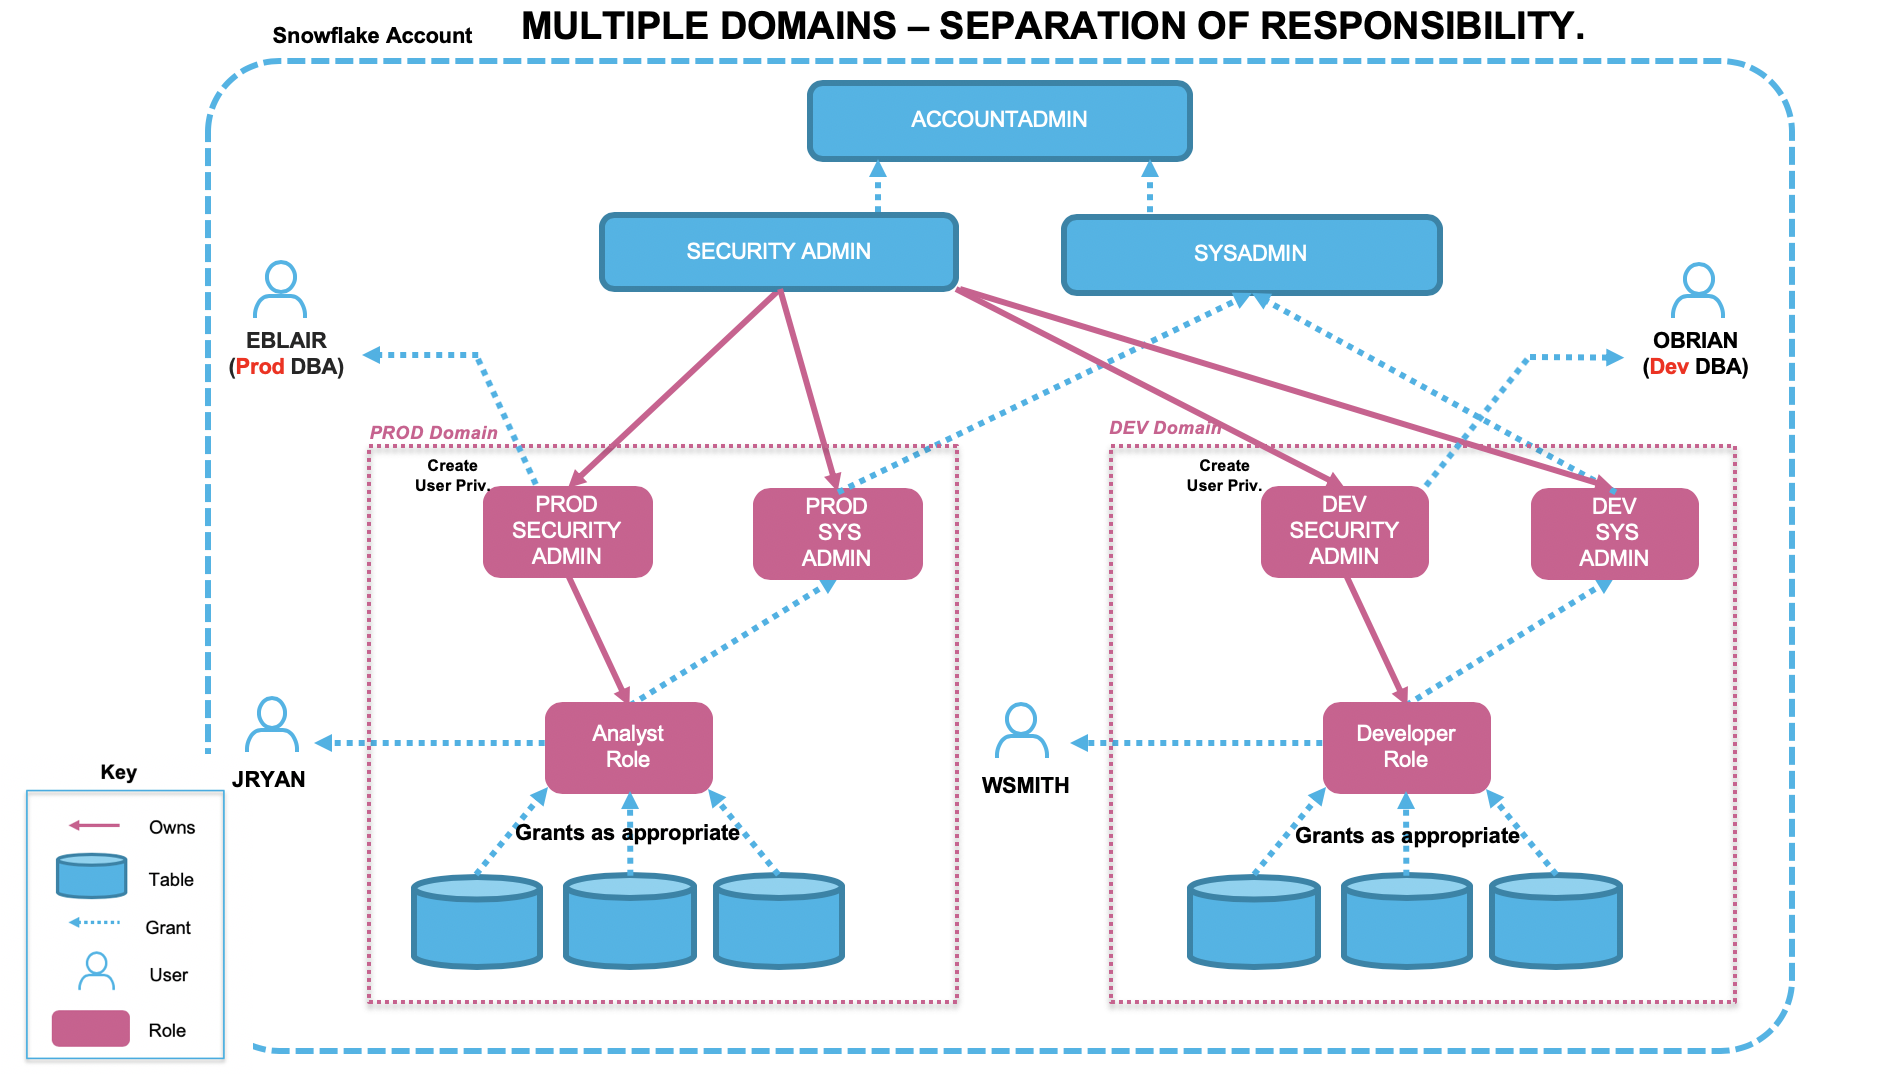 MULTIPLE DOMAINS – SEPARATION OF RESPONSIBILITY.
Snowflake Account
ACCOUNTADMIN
SECURITY ADMIN
SYSADMIN
EBLAIR
(Prod DBA)
OBRIAN
(Dev DBA)
PROD Domain
Create
User Priv.
PROD
SECURITY
ADMIN
PROD
SYS
ADMIN
DEV Domain
Create
User Priv.
DEV
SECURITY
ADMIN
DEV
SYS
ADMIN
Analyst
Role
JRYAN
Grants as appropriate
Developer
Role
WSMITH
Grants as appropriate
Key
Owns
Table
Grant
User
Role